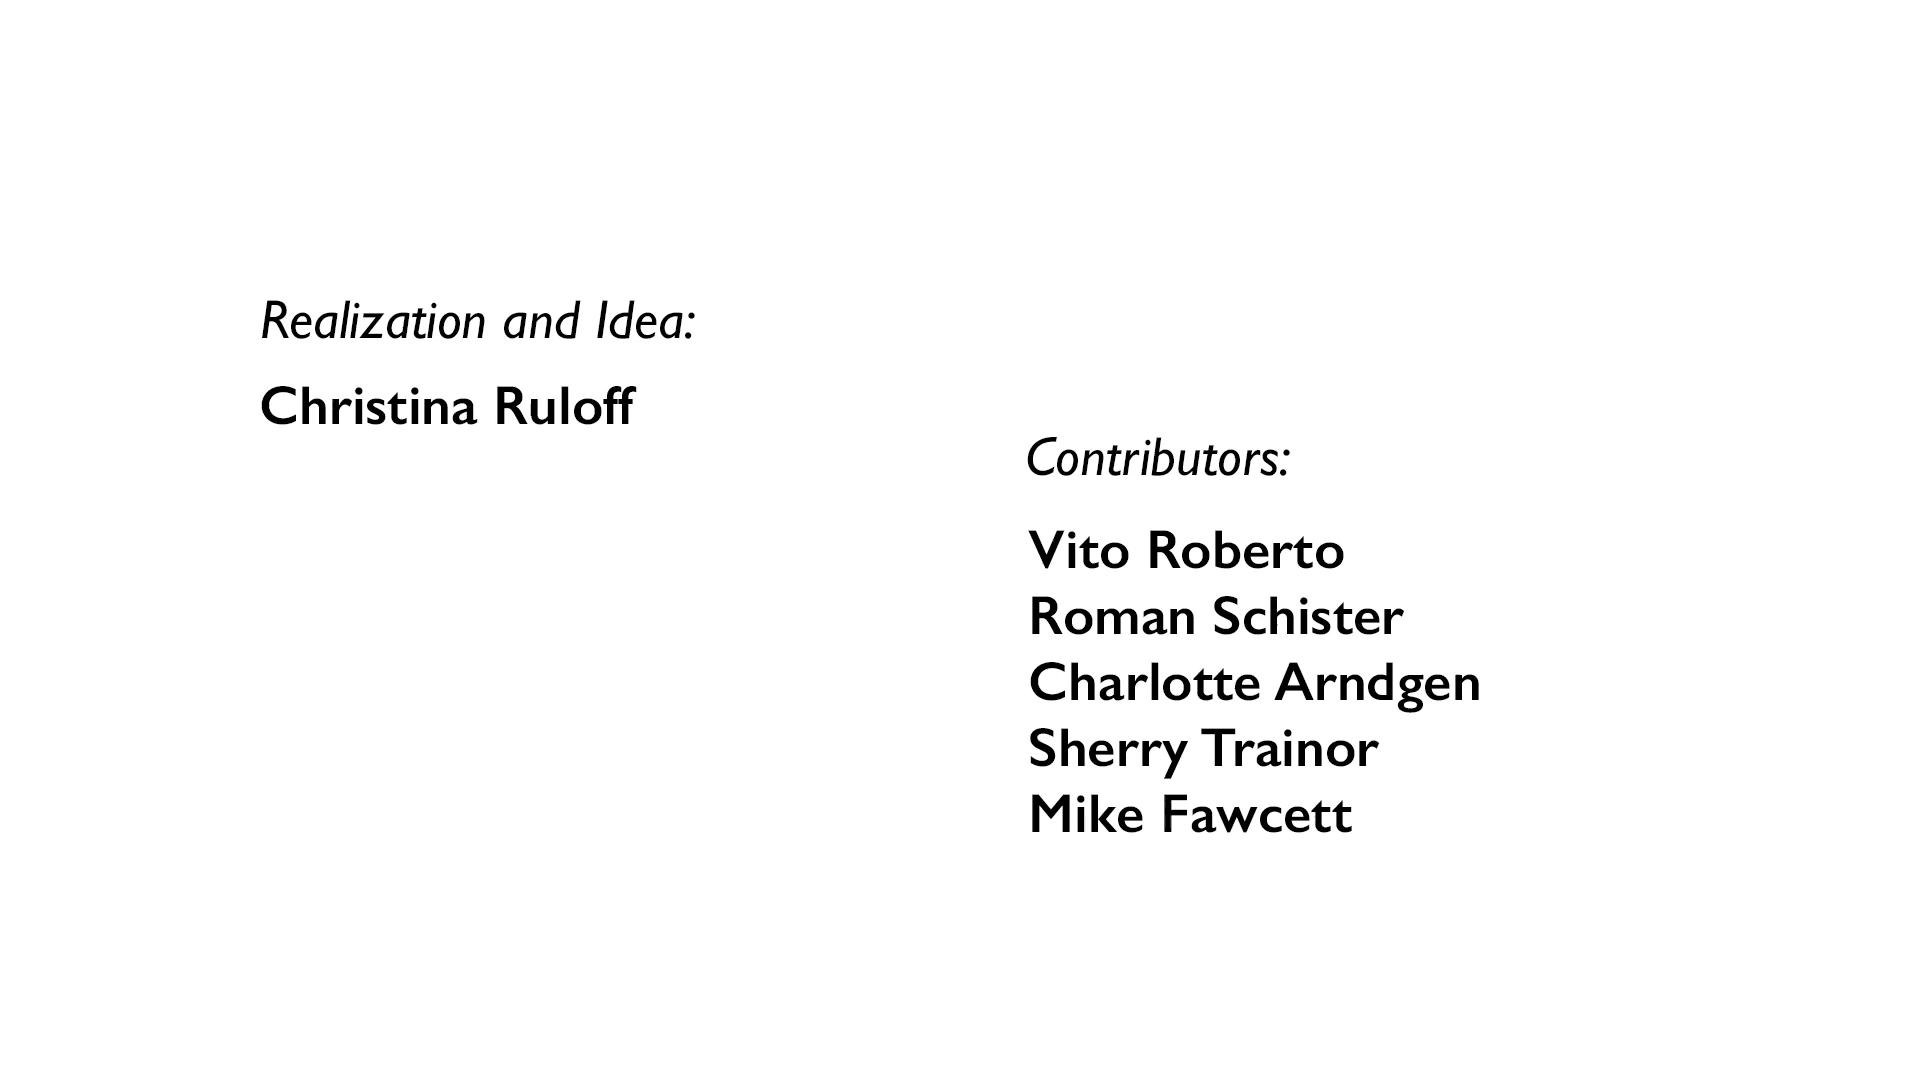 Realization and Idea:
Christina Ruloff
Contributors:
Vito Roberto
Roman Schister
Charlotte Arndgen
Sherry Trainor
Mike Fawcett